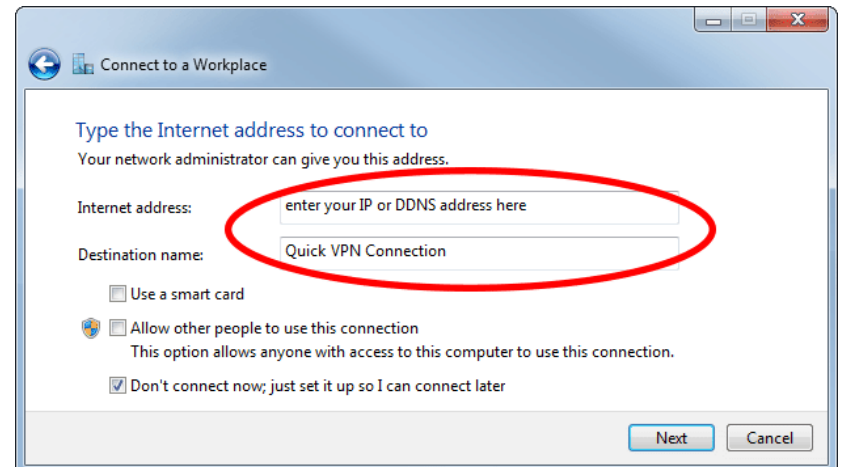 Connect to a Workplace
Type the Internet address to connect to
Your network administrator can give you this address.
Internet address: enter your IP or DDNS address here
Destination name: Quick VPN Connection
Use a smart card
Allow other people to use this connection
This option allows anyone with access to this computer to use this connection.
Don't connect now; just set it up so I can connect later
Next Cancel